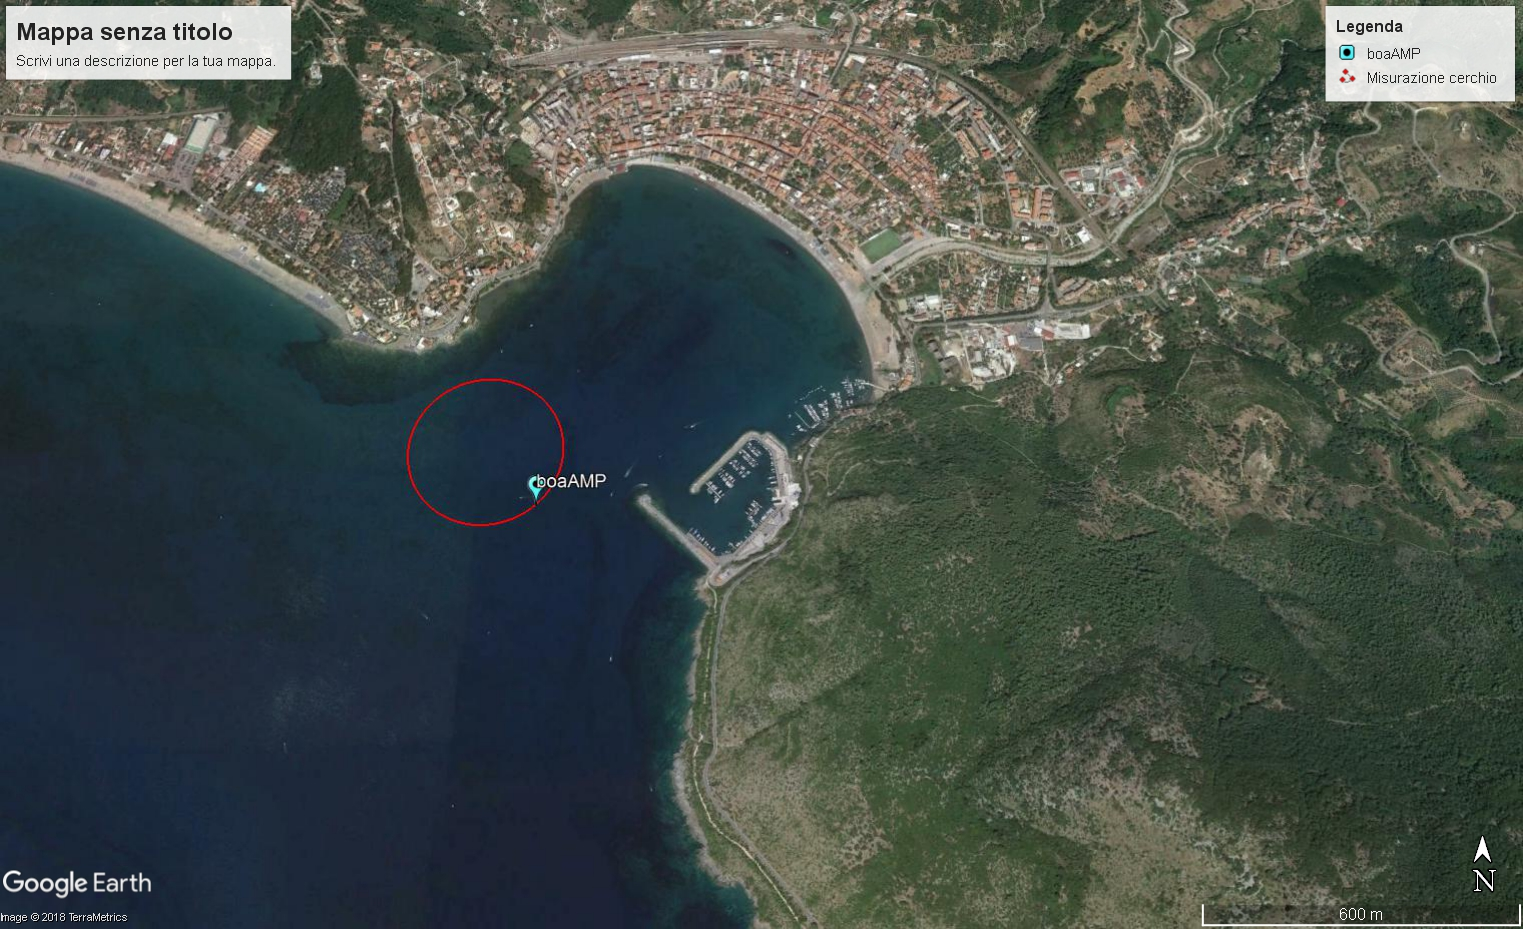 Mappa senza titolo
Scrivi una descrizione per la tua mappa.
Legenda
boaAMP
Misurazione cerchio
boaAMP
Google Earth
Image © 2018 TerraMetrics
N
600 m